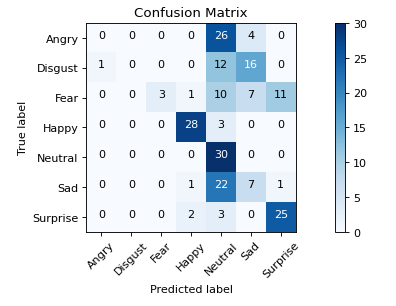 Confusion Matrix
True label
Angry 0 0 0 0 26 4 0
Disgust 1 0 0 0 12 16 0
Fear 0 0 3 1 10 7 11
Happy 0 0 0 28 3 0 0
Neutral 0 0 0 0 30 0 0
Sad 0 0 0 1 22 7 1
Surprise 0 0 0 2 3 0 25
Angry Disgust Fear Happy Neutral Sad Surprise
Predicted label
30
25
20
15
10
5
0